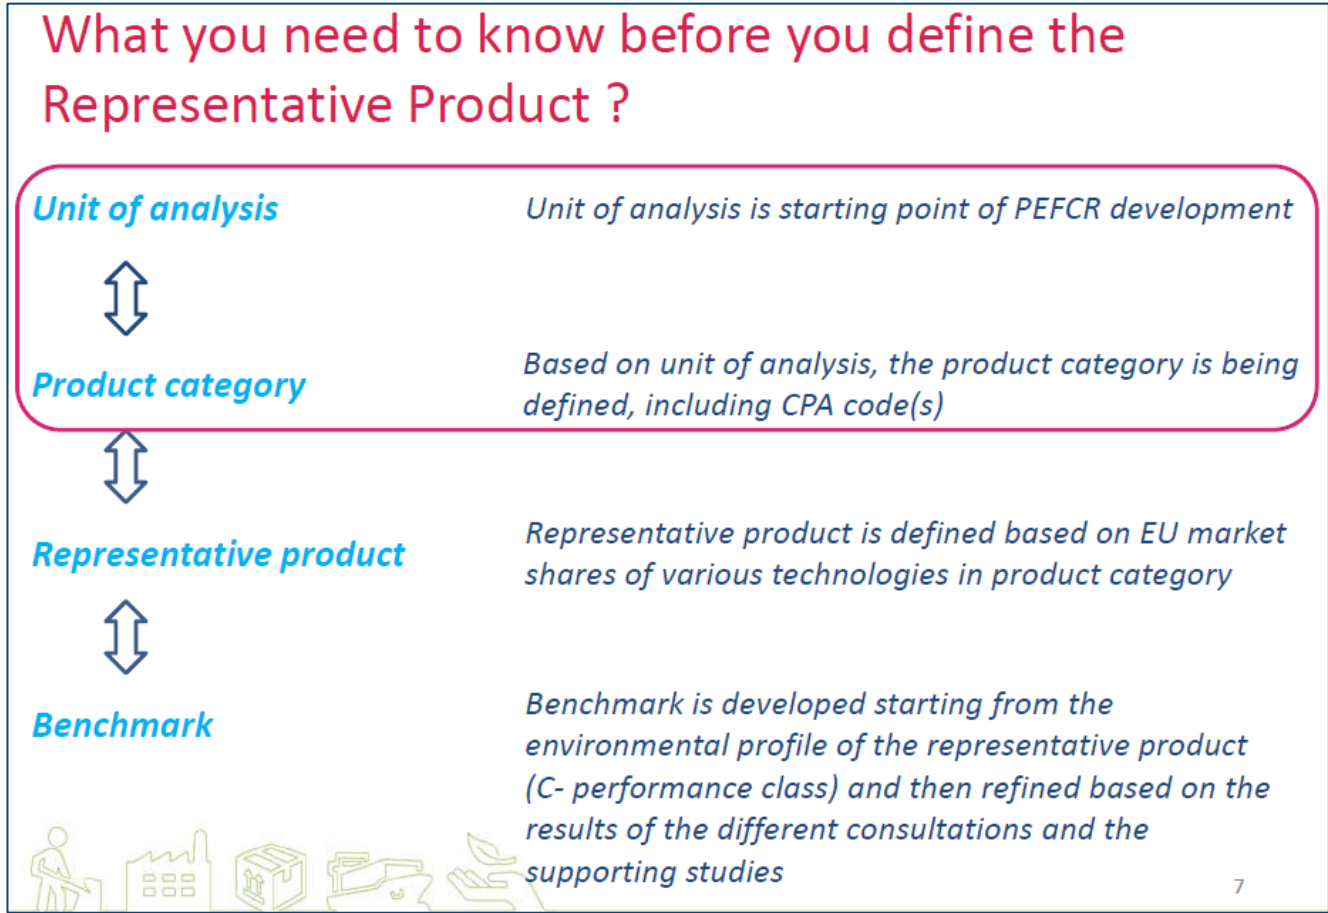 What you need to know before you define the
Representative Product ?
Unit of analysis
Unit of analysis is starting point of PEFCR development
Product category
Based on unit of analysis, the product category is being
defined, including CPA code(s)
Representative product
Representative product is defined based on EU market
shares of various technologies in product category
Benchmark
Benchmark is developed starting from the
environmental profile of the representative product
(C- performance class) and then refined based on the
results of the different consultations and the
supporting studies
7